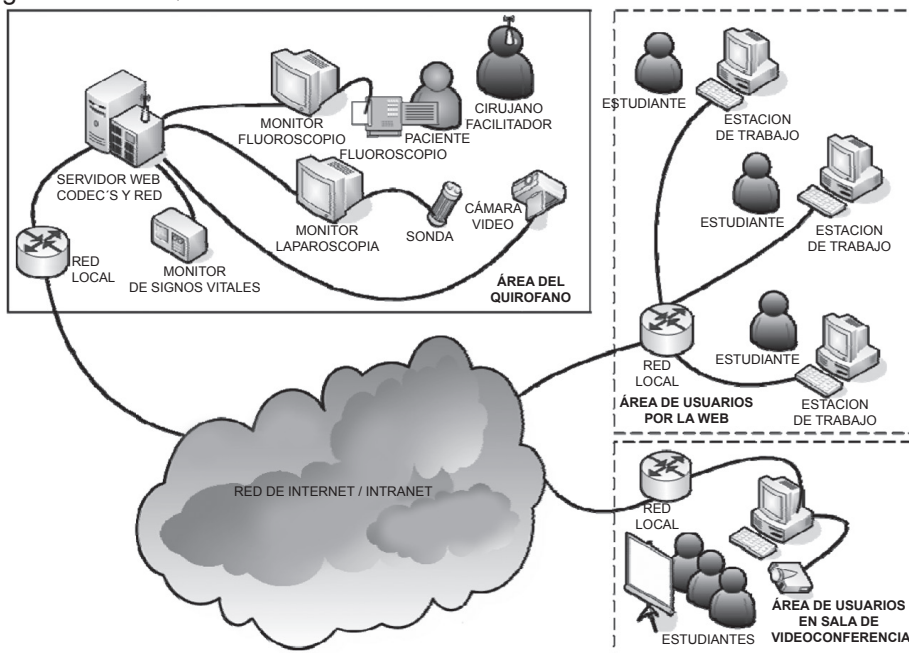 MONITOR
FLUOROSCOPIO
PACIENTE
FLUOROSCOPIO
CIRUJANO
FACILITADOR
SERVIDOR WEB
CODEC´S Y RED
MONITOR
LAPAROSCOPIA
SONDA
CÁMARA
VIDEO
RED
LOCAL
MONITOR
DE SIGNOS VITALES
ÁREA DEL
QUIROFANO
ESTUDIANTE
ESTACION
DE TRABAJO
ESTUDIANTE
ESTACION
DE TRABAJO
ESTUDIANTE
ESTACION
DE TRABAJO
RED
LOCAL
ÁREA DE USUARIOS
POR LA WEB
RED DE INTERNET / INTRANET
RED
LOCAL
ESTUDIANTES
ÁREA DE USUARIOS
EN SALA DE
VIDEOCONFERENCIA